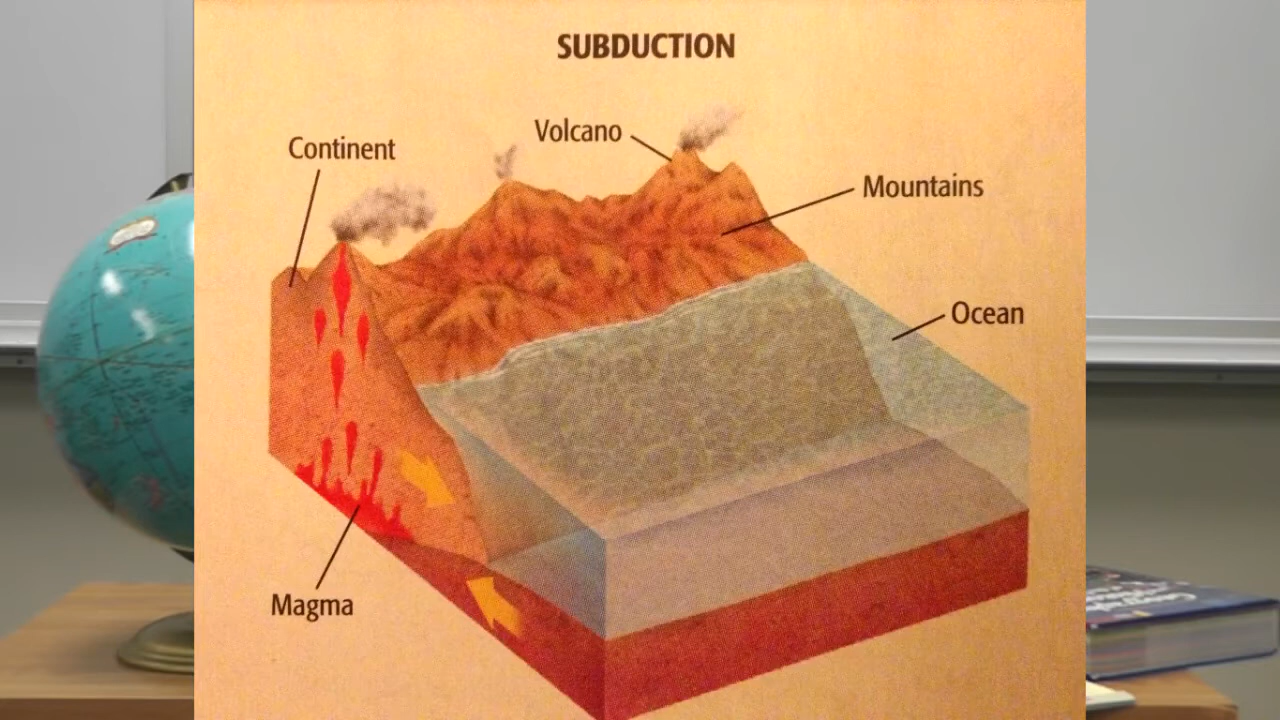 SUBDUCTION
Volcano
Continent
Mountains
Ocean
Magma